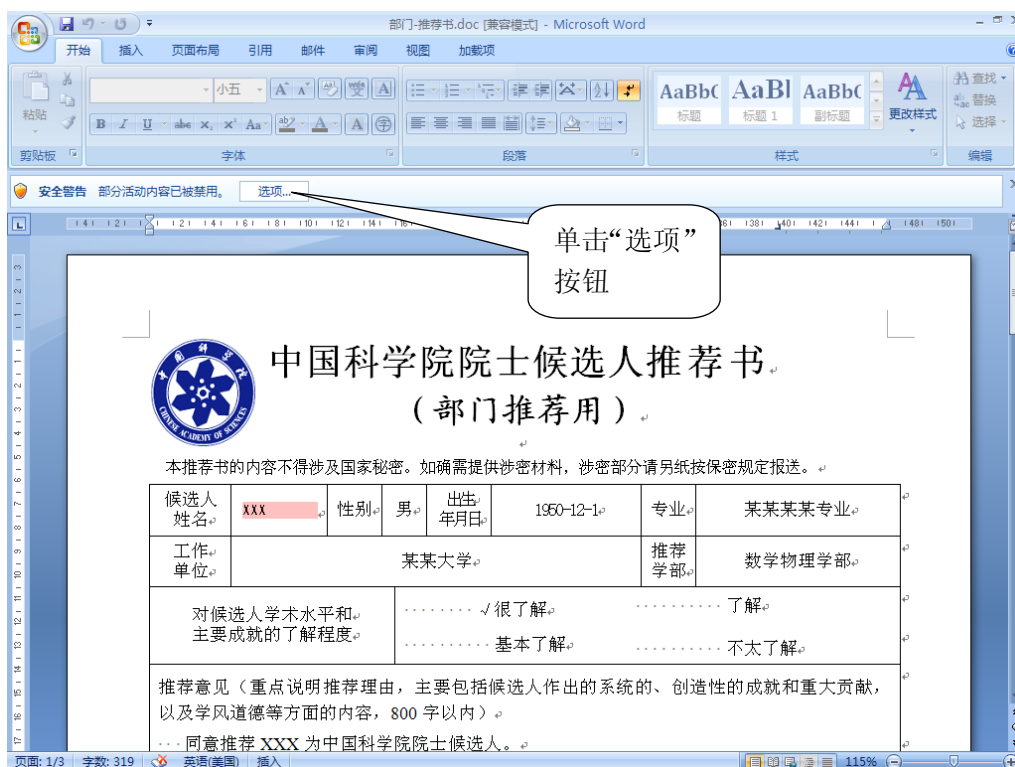 部门-推荐书.doc [兼容模式] - Microsoft Word
开始 插入 页面布局 引用 邮件 审阅 视图 加载项
粘贴
小五
B I U abe x₂ x² Aa ab A A 字
AaBbC AaBl AaBbC
标题 标题 1 副标题
更改样式
查找
替换
选择
剪贴板 字体 段落 样式 编辑
安全警告 部分活动内容已被禁用。 选项...
单击“选项”
按钮
中国科学院院士候选人推荐书
（部门推荐用）
CHINESE ACADEMY OF SCIENCES
本推荐书的内容不得涉及国家秘密。如确需提供涉密材料，涉密部分请另纸按保密规定报送。
候选人
姓名
XXX 性别 男
出生
年月日
1950-12-1 专业 某某某某专业
工作
单位
某某大学
推荐
学部
数学物理学部
对候选人学术水平和
主要成就的了解程度
√很了解 了解
基本了解 不太了解
推荐意见（重点说明推荐理由，主要包括候选人作出的系统的、创造性的成就和重大贡献，
以及学风道德等方面的内容，800 字以内）
同意推荐 XXX 为中国科学院院士候选人。
页面: 1/3 字数: 319 英语(美国) 插入 115%